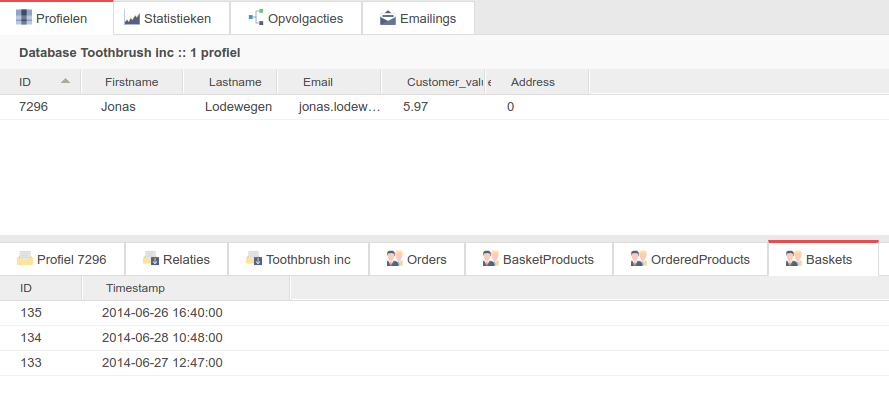 Profielen Statistieken Opvolgacties Emailings
Database Toothbrush inc :: 1 profiel
ID Firstname Lastname Email Customer_value Address
7296 Jonas Lodewegen jonas.lodew… 5.97 0
Profiel 7296 Relaties Toothbrush inc Orders BasketProducts OrderedProducts Baskets
ID Timestamp
135 2014-06-26 16:40:00
134 2014-06-28 10:48:00
133 2014-06-27 12:47:00